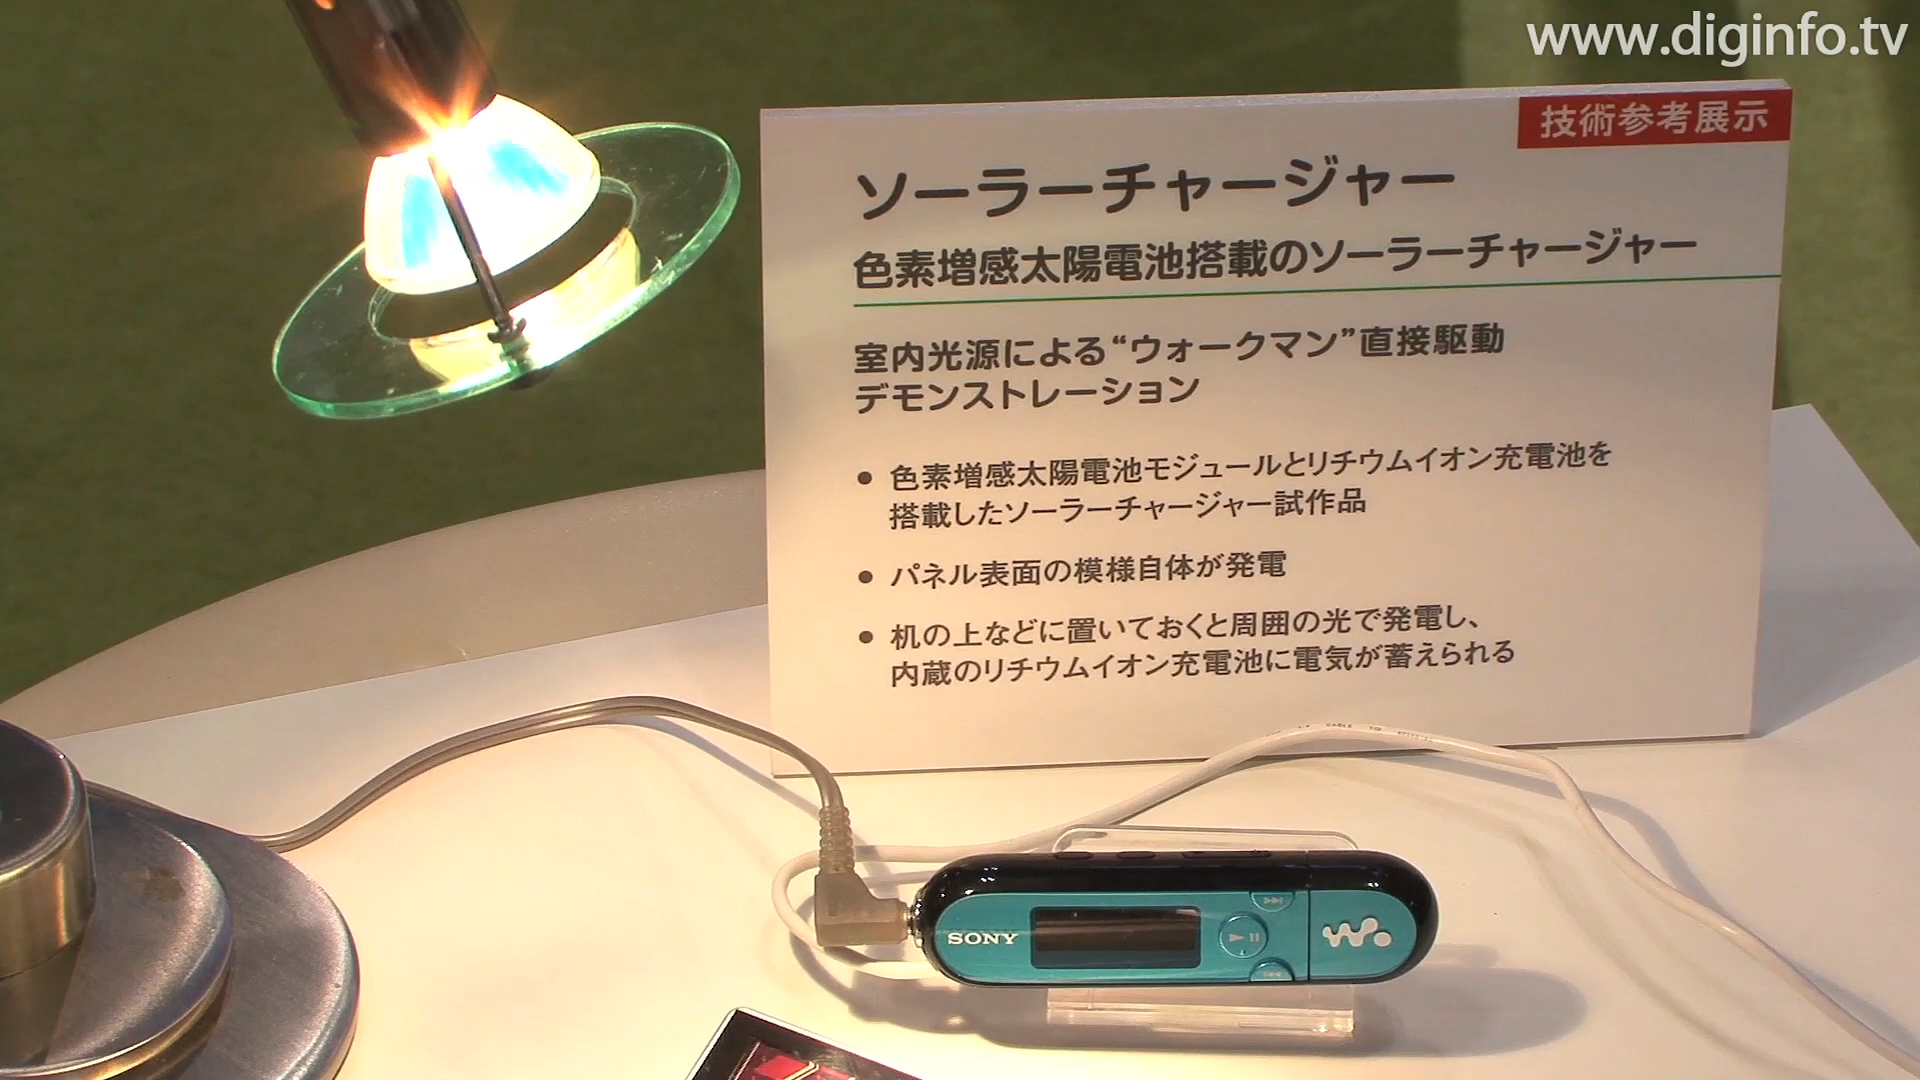 www.diginfo.tv
技術参考展示
ソーラーチャージャー
色素増感太陽電池搭載のソーラーチャージャー
室内光源による“ウォークマン”直接駆動
デモンストレーション
● 色素増感太陽電池モジュールとリチウムイオン充電池を
搭載したソーラーチャージャー試作品
● パネル表面の模様自体が発電
● 机の上などに置いておくと周囲の光で発電し、
内蔵のリチウムイオン充電池に電気が蓄えられる
SONY